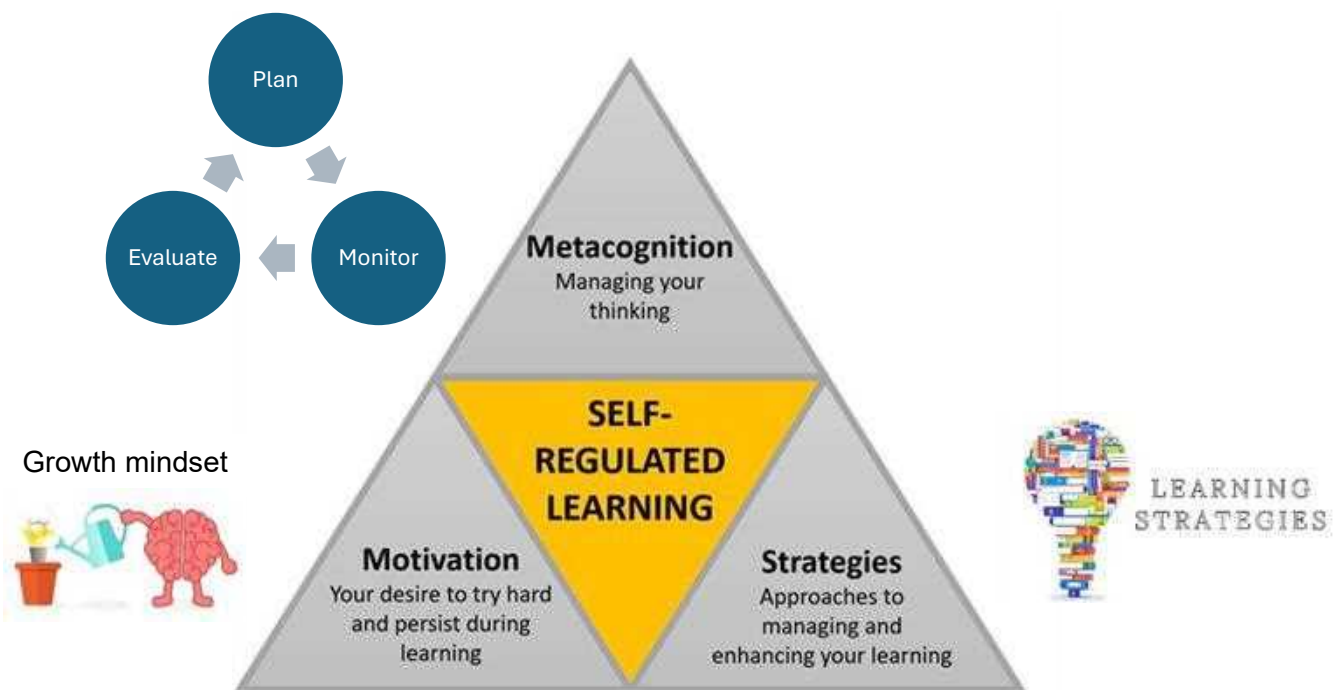 Plan
Evaluate
Monitor
Metacognition
Managing your
thinking
SELF-
REGULATED
LEARNING
Growth mindset
Motivation
Your desire to try hard
and persist during
learning
Strategies
Approaches to
managing and
enhancing your learning
LEARNING
STRATEGIES